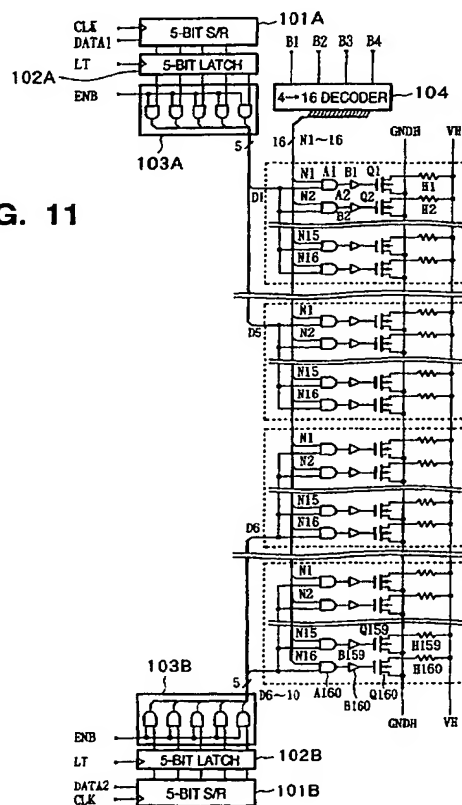 101A
CLK
DATA1
5-BIT S/R
102A
LT
5-BIT LATCH
ENB
103A
5
B1 B2 B3 B4
4→16 DECODER
104
16
N1~16
GNDH
VH
FIG. 11
D1
N1 A1 B1 Q1
H1
N2 A2 Q2
B2
H2
N15
N16
D5
N1
N2
N15
N16
N1
N2
N15
D6
N16
N1
N2
Q159
N15
B159
H159
N16
H160
5
D6~10
A160
B160
Q160
GNDH
VH
103B
ENB
LT
5-BIT LATCH
102B
DATA2
CLK
5-BIT S/R
101B